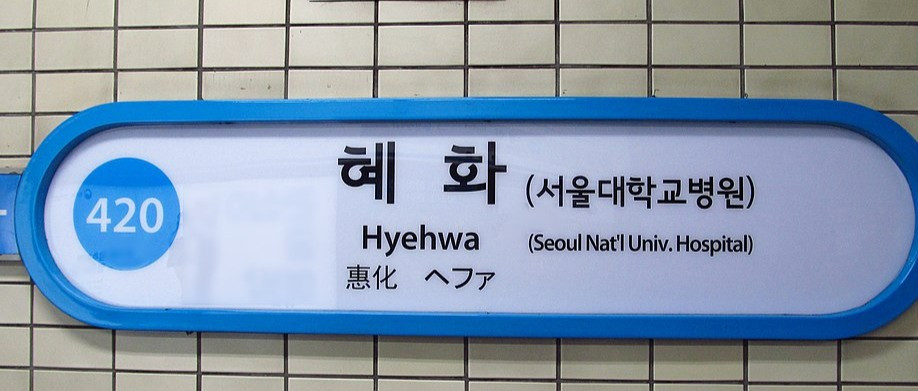 420
혜 화 (서울대학교병원)
Hyehwa (Seoul Nat'l Univ. Hospital)
惠化 ヘファ